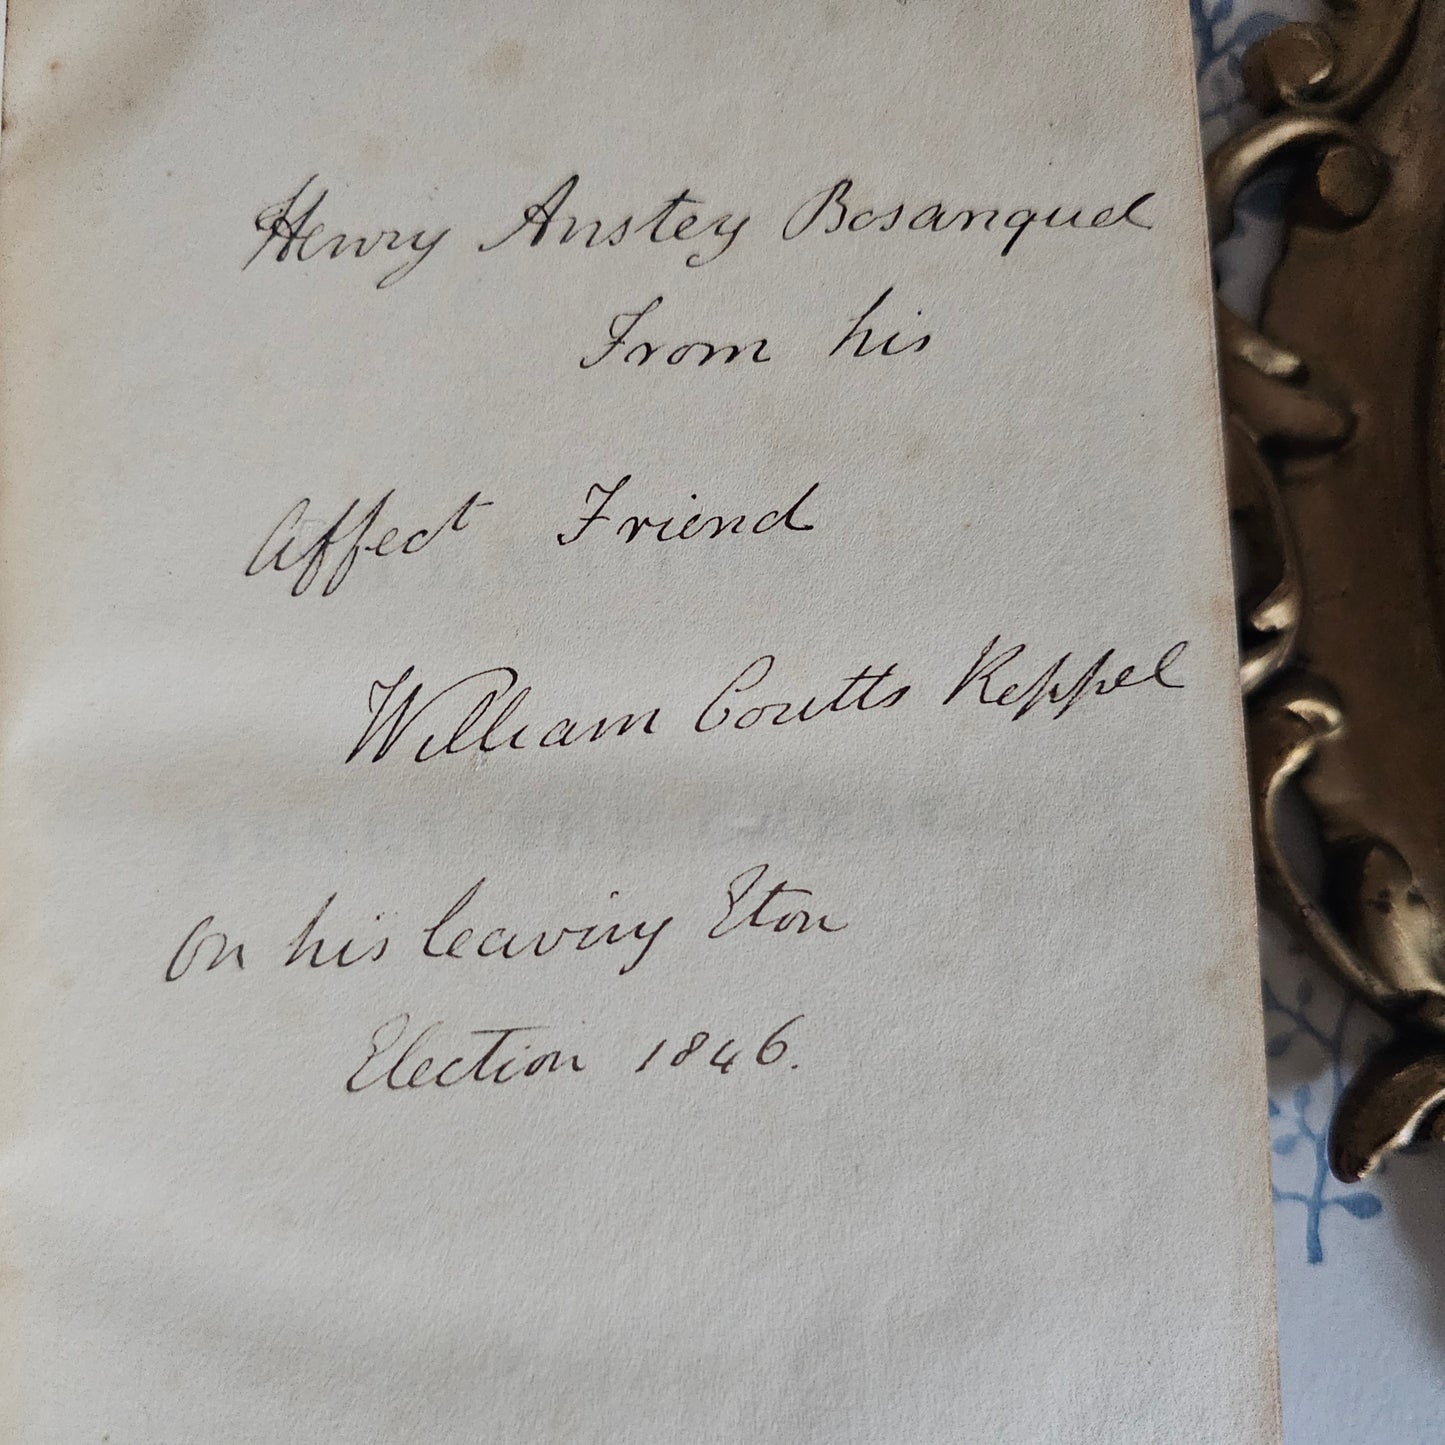 Henry Anstey Bosanquet
From his
Affect Friend
William Coutts Keppel
On his leaving Eton
Election 1846.